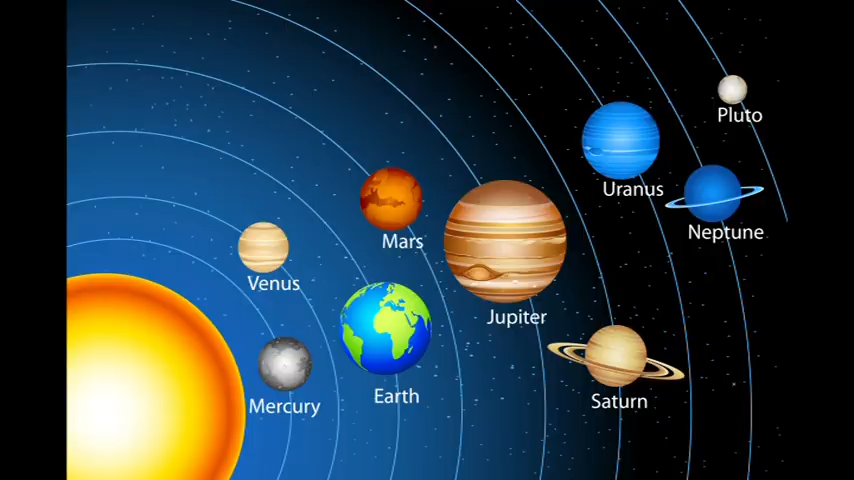 Pluto
Uranus
Neptune
Mars
Venus
Jupiter
Earth
Saturn
Mercury